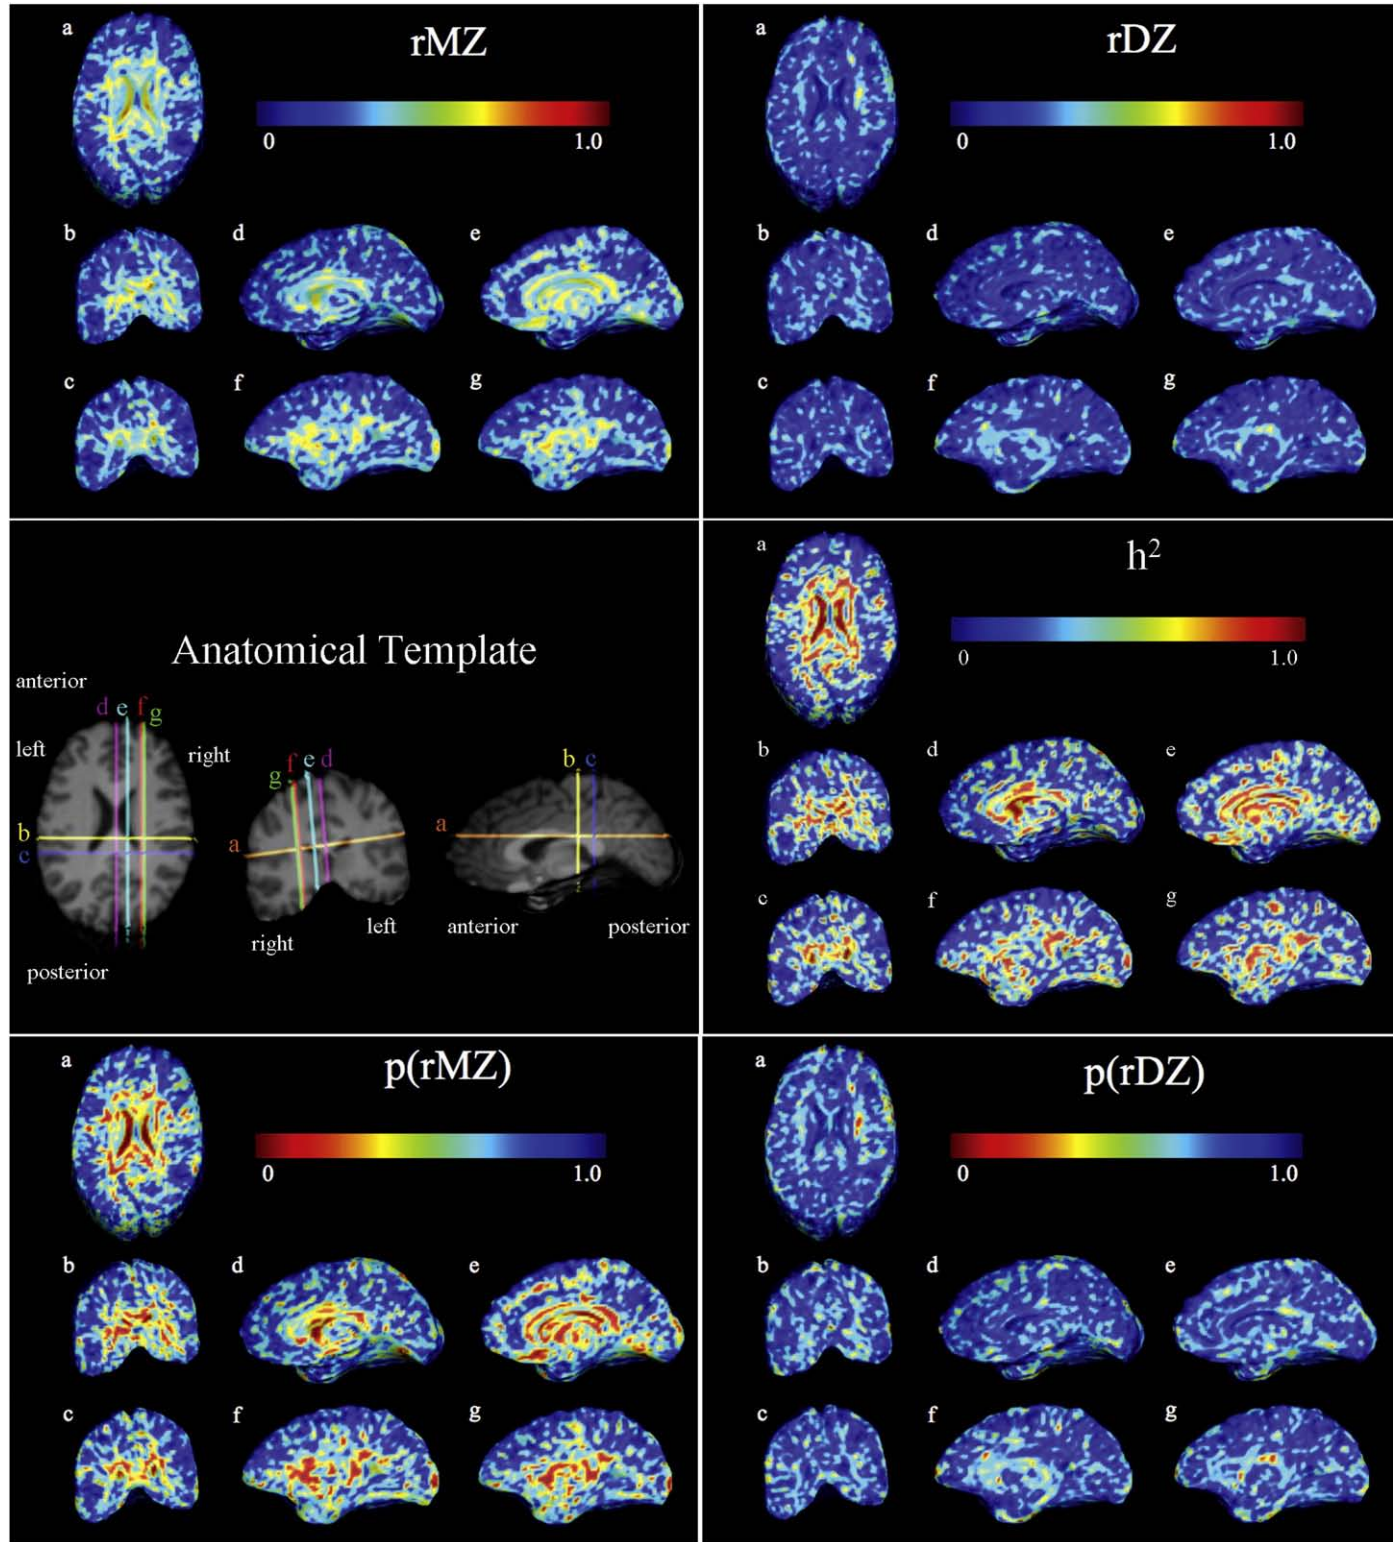 a
rMZ
0 1.0
b d e
c f g
a
rDZ
0 1.0
b d e
c f g
Anatomical Template
anterior
d e f g
left
right
b
c
posterior
g f e d
a
right
left
b c
a
anterior
posterior
a
h²
0 1.0
b d e
c f g
a
p(rMZ)
0 1.0
b d e
c f g
a
p(rDZ)
0 1.0
b d e
c f g